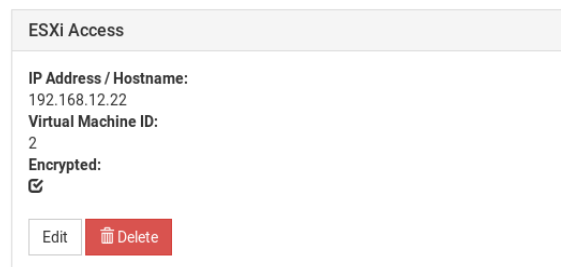 ESXi Access
IP Address / Hostname:
192.168.12.22
Virtual Machine ID:
2
Encrypted:
Edit
Delete